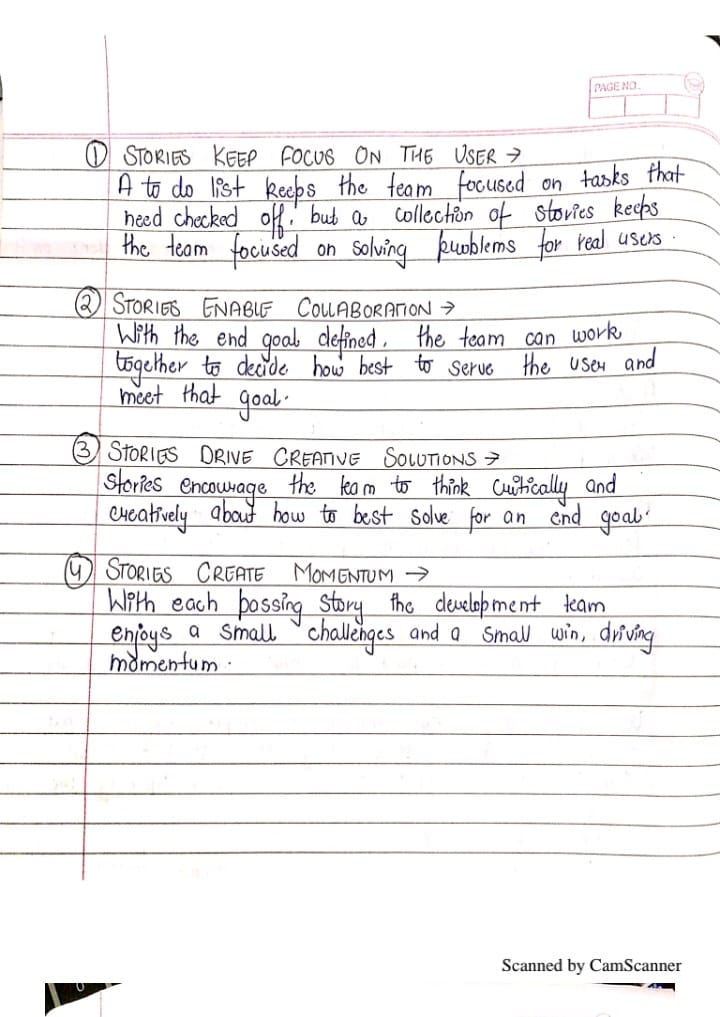 PAGE NO.
① STORIES KEEP FOCUS ON THE USER →
A to do list keeps the team focused on tasks that
need checked off, but a collection of stories keeps
the team focused on solving problems for real users.
② STORIES ENABLE COLLABORATION →
With the end goal defined, the team can work
together to decide how best to serve the user and
meet that goal.
③ STORIES DRIVE CREATIVE SOLUTIONS →
Stories encourage the team to think critically and
creatively about how to best solve for an end goal.
④ STORIES CREATE MOMENTUM →
With each passing story the development team
enjoys a small challenges and a small win, driving
momentum.
Scanned by CamScanner